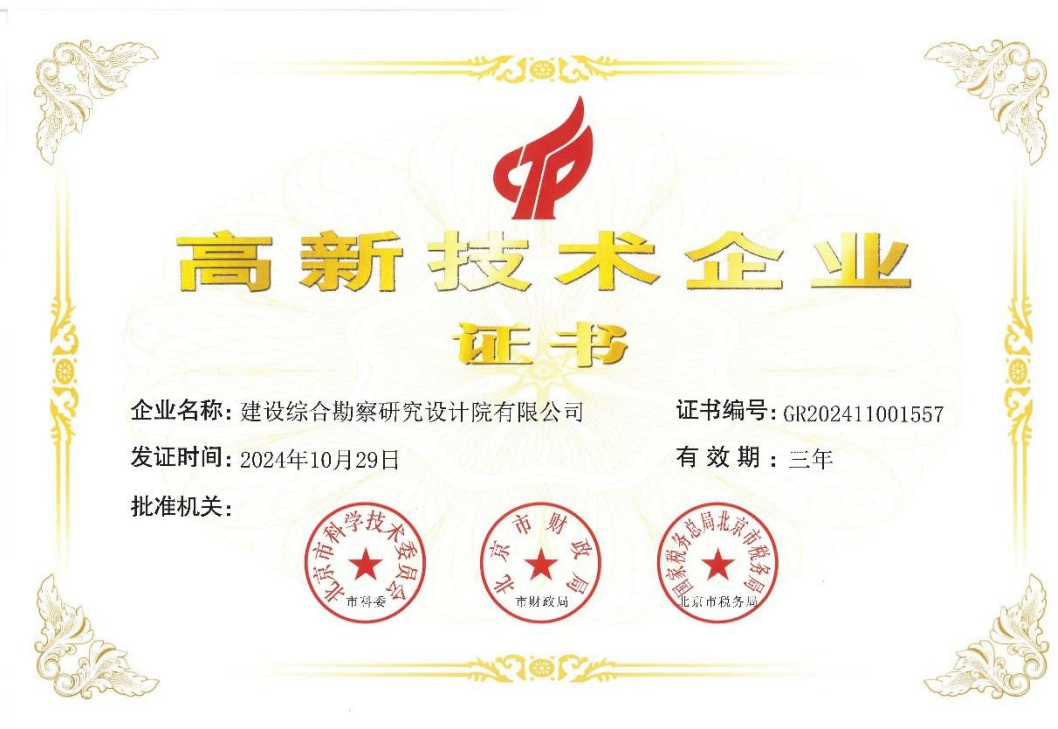 高新技术企业
证书
企业名称：建设综合勘察研究设计院有限公司
证书编号：GR202411001557
发证时间：2024年10月29日
有效期：三年
批准机关：
北京市科学技术委员会
市科委
北京市财政局
市财政局
国家税务总局北京市税务局
北京市税务局